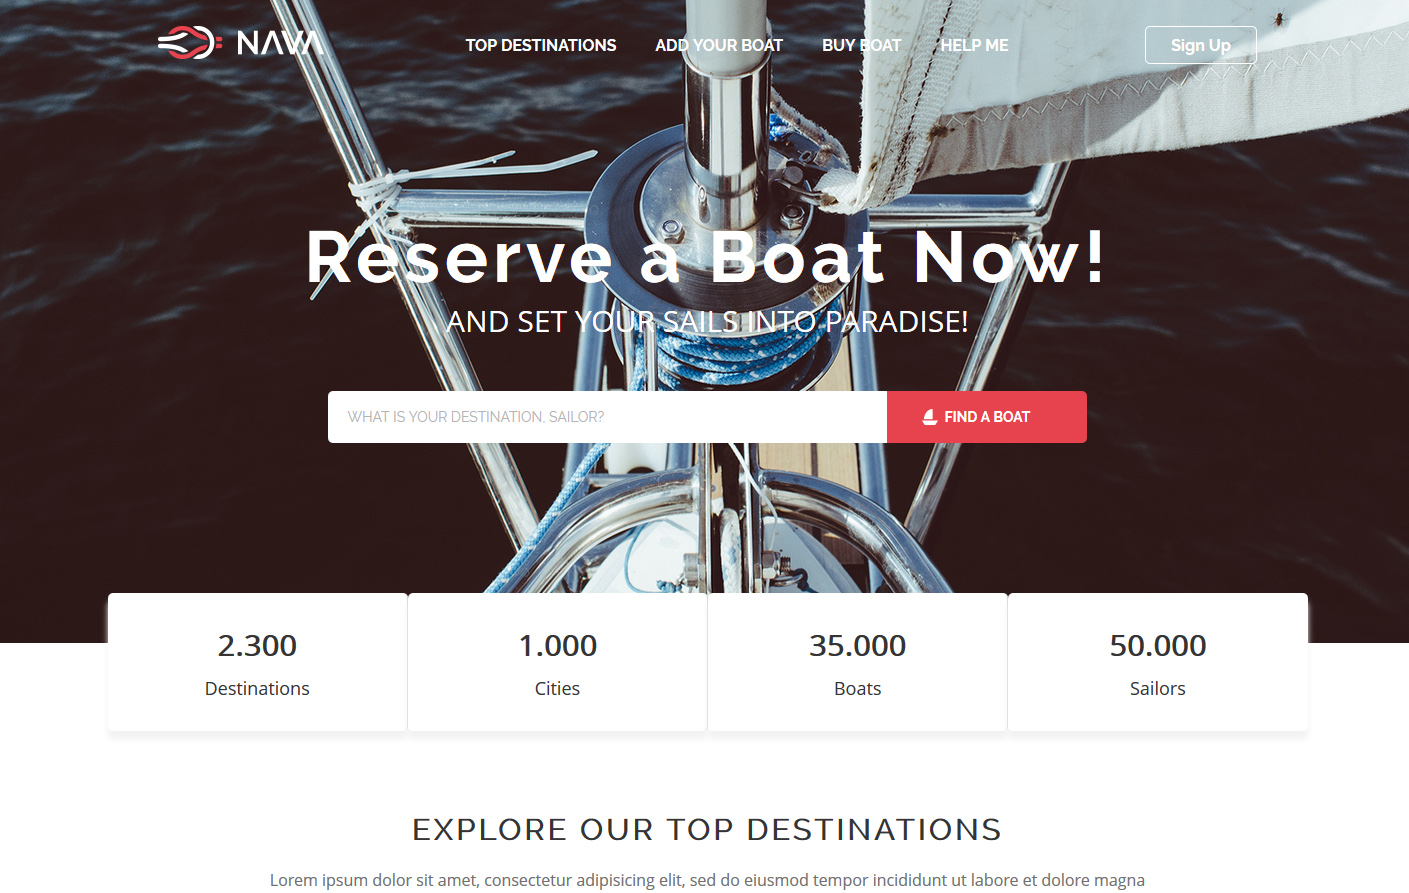 NAVA
TOP DESTINATIONS
ADD YOUR BOAT
BUY BOAT
HELP ME
Sign Up
Reserve a Boat Now!
AND SET YOUR SAILS INTO PARADISE!
WHAT IS YOUR DESTINATION, SAILOR?
FIND A BOAT
2.300
Destinations
1.000
Cities
35.000
Boats
50.000
Sailors
EXPLORE OUR TOP DESTINATIONS
Lorem ipsum dolor sit amet, consectetur adipisicing elit, sed do eiusmod tempor incididunt ut labore et dolore magna